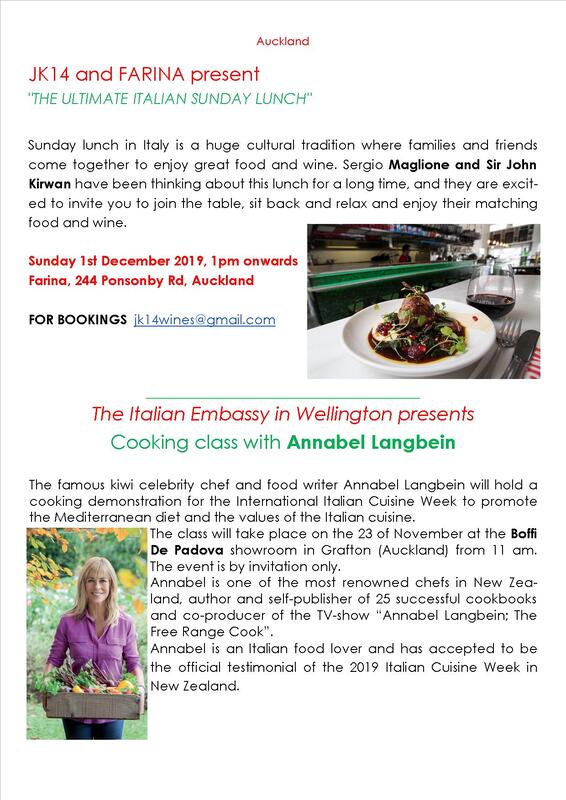 Auckland
JK14 and FARINA present
"THE ULTIMATE ITALIAN SUNDAY LUNCH"
Sunday lunch in Italy is a huge cultural tradition where families and friends
come together to enjoy great food and wine. Sergio Maglione and Sir John
Kirwan have been thinking about this lunch for a long time, and they are excit-
ed to invite you to join the table, sit back and relax and enjoy their matching
food and wine.
Sunday 1st December 2019, 1pm onwards
Farina, 244 Ponsonby Rd, Auckland
FOR BOOKINGS jk14wines@gmail.com
FARINA
The Italian Embassy in Wellington presents
Cooking class with Annabel Langbein
The famous kiwi celebrity chef and food writer Annabel Langbein will hold a
cooking demonstration for the International Italian Cuisine Week to promote
the Mediterranean diet and the values of the Italian cuisine.
The class will take place on the 23 of November at the Boffi
De Padova showroom in Grafton (Auckland) from 11 am.
The event is by invitation only.
Annabel is one of the most renowned chefs in New Zea-
land, author and self-publisher of 25 successful cookbooks
and co-producer of the TV-show “Annabel Langbein; The
Free Range Cook”.
Annabel is an Italian food lover and has accepted to be
the official testimonial of the 2019 Italian Cuisine Week in
New Zealand.